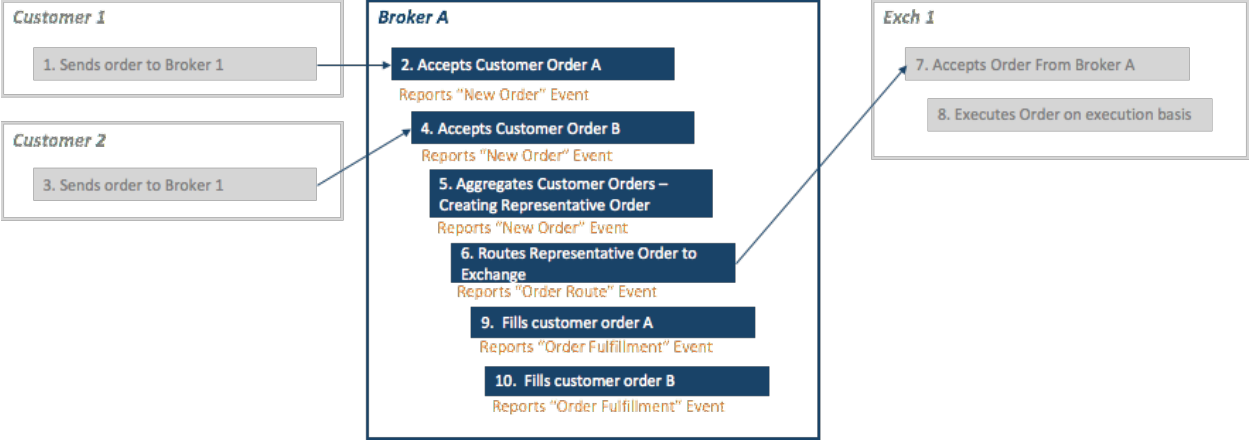 Customer 1
1. Sends order to Broker 1
Customer 2
3. Sends order to Broker 1
Broker A
2. Accepts Customer Order A
Reports “New Order” Event
4. Accepts Customer Order B
Reports “New Order” Event
5. Aggregates Customer Orders –
Creating Representative Order
Reports “New Order” Event
6. Routes Representative Order to
Exchange
Reports “Order Route” Event
9. Fills customer order A
Reports “Order Fulfillment” Event
10. Fills customer order B
Reports “Order Fulfillment” Event
Exch 1
7. Accepts Order From Broker A
8. Executes Order on execution basis